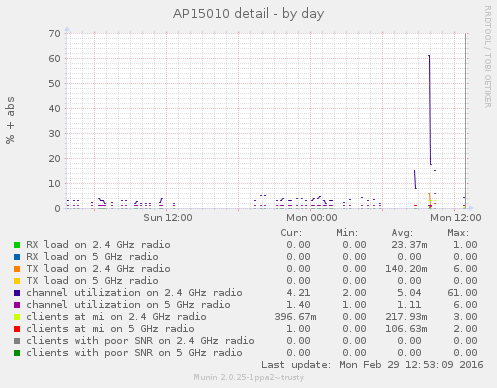 AP15010 detail - by day
RRDTOOL / TOBI OETIKER
% + abs
70
60
50
40
30
20
10
0
Sun 12:00 Mon 00:00 Mon 12:00
Cur: Min: Avg: Max:
RX load on 2.4 GHz radio 0.00 0.00 23.37m 1.00
RX load on 5 GHz radio 0.00 0.00 0.00 0.00
TX load on 2.4 GHz radio 0.00 0.00 140.20m 6.00
TX load on 5 GHz radio 0.00 0.00 0.00 0.00
channel utilization on 2.4 GHz radio 4.21 2.00 5.04 61.00
channel utilization on 5 GHz radio 1.40 1.00 1.11 6.00
clients at mi on 2.4 GHz radio 396.67m 0.00 217.93m 3.00
clients at mi on 5 GHz radio 1.00 0.00 106.63m 2.00
clients with poor SNR on 2.4 GHz radio 0.00 0.00 0.00 0.00
clients with poor SNR on 5 GHz radio 0.00 0.00 0.00 0.00
Last update: Mon Feb 29 12:53:09 2016
Munin 2.0.25-1ppa2~trusty